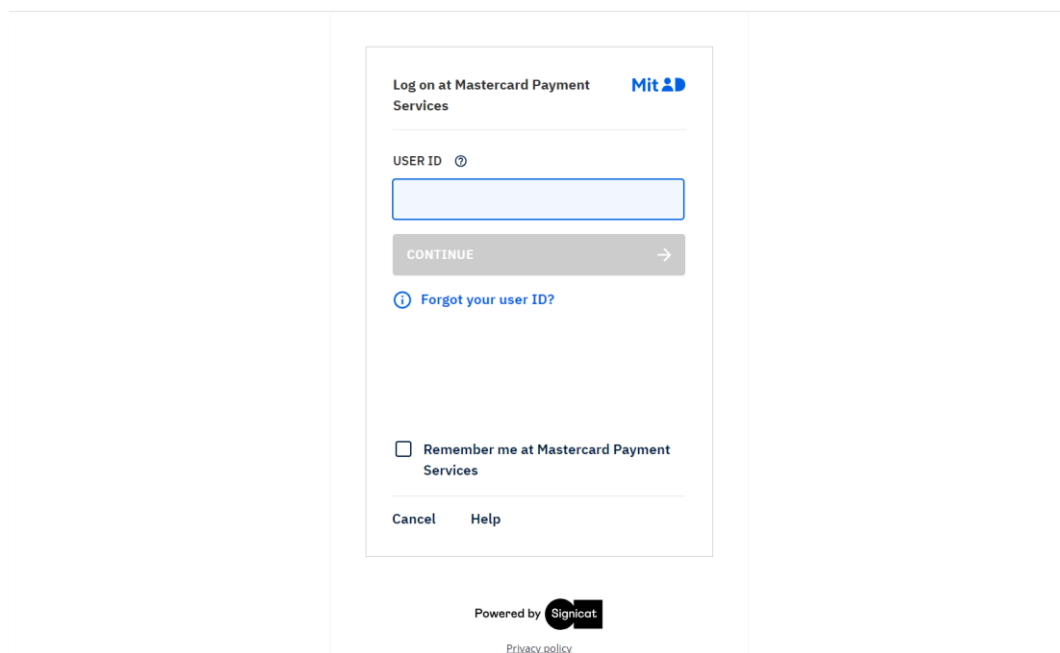 Log on at Mastercard Payment
Services
MitID
USER ID
CONTINUE
Forgot your user ID?
Remember me at Mastercard Payment
Services
Cancel
Help
Powered by Signicat
Privacy policy